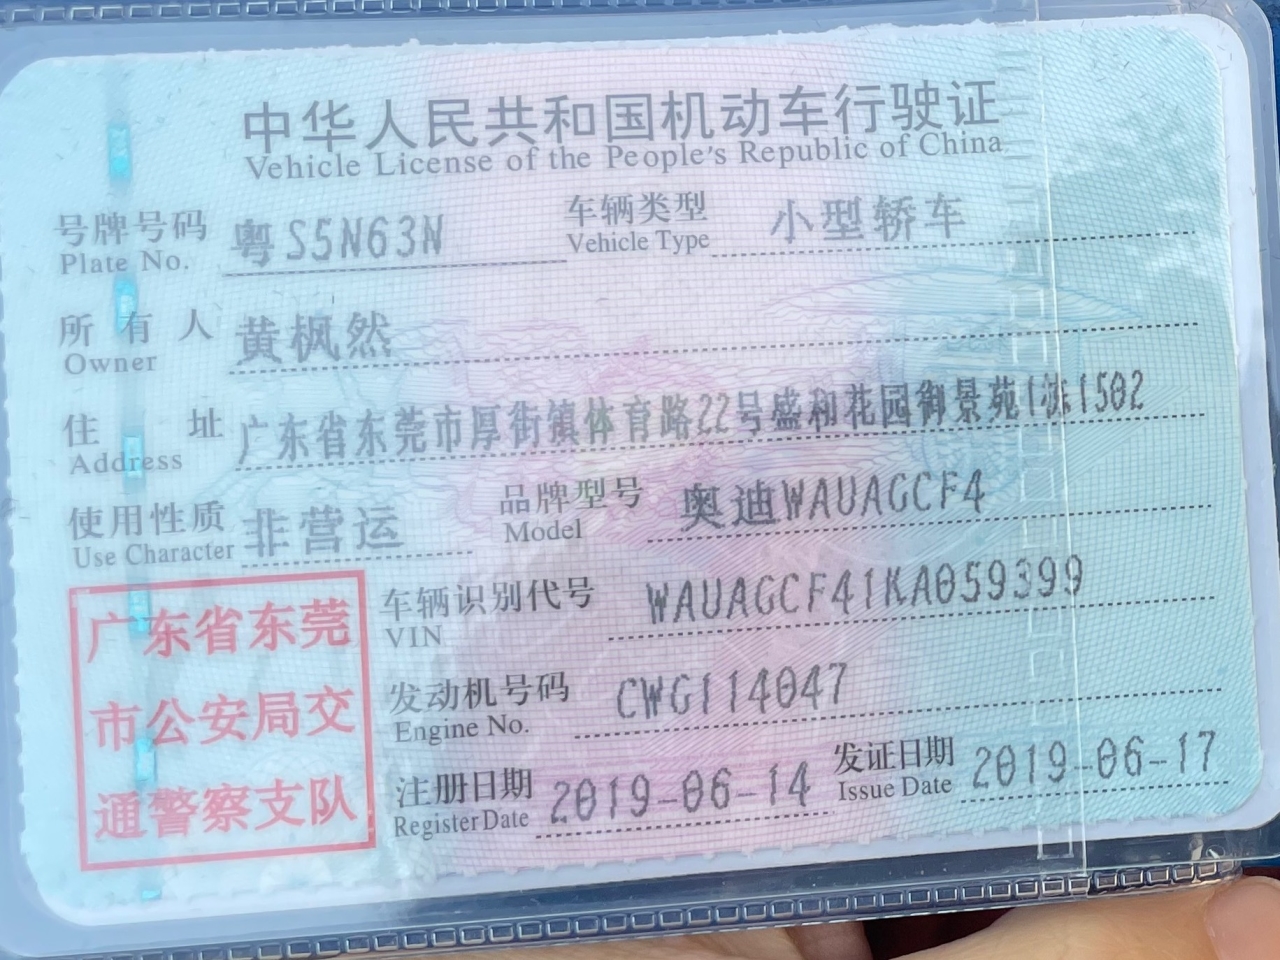 中华人民共和国机动车行驶证
Vehicle License of the People's Republic of China
号牌号码 粤S5N63N 车辆类型 小型轿车
Plate No. Vehicle Type
所有人 黄枫然
Owner
住址 广东省东莞市厚街镇体育路22号盛和花园御景苑1栋1502
Address
使用性质 非营运 品牌型号 奥迪WAUAGCF4
Use Character Model
车辆识别代号 WAUAGCF41KA059399
VIN
发动机号码 CWG114047
Engine No.
注册日期 2019-06-14 发证日期 2019-06-17
Register Date Issue Date
广东省东莞
市公安局交
通警察支队